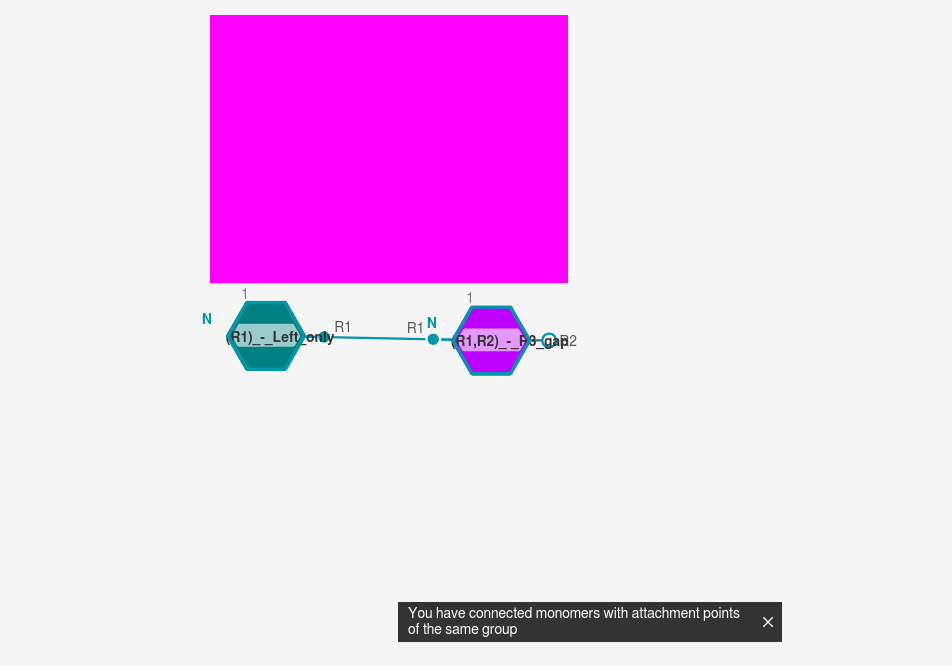 1
1
N
(R1)_-_Left_only
R1
R1
N
(R1,R2)_-_R3_gap
R2
You have connected monomers with attachment points
of the same group